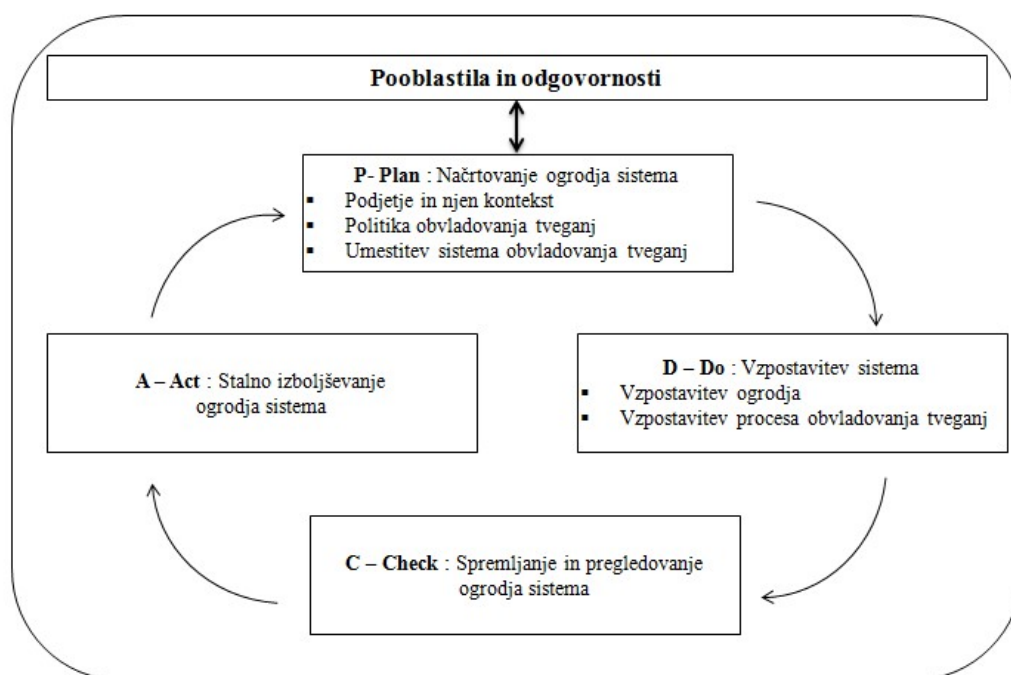 Pooblastila in odgovornosti
P- Plan : Načrtovanje ogrodja sistema
▪ Podjetje in njen kontekst
▪ Politika obvladovanja tveganj
▪ Umestitev sistema obvladovanja tveganj
A – Act : Stalno izboljševanje
ogrodja sistema
D – Do : Vzpostavitev sistema
▪ Vzpostavitev ogrodja
▪ Vzpostavitev procesa obvladovanja tveganj
C – Check : Spremljanje in pregledovanje
ogrodja sistema